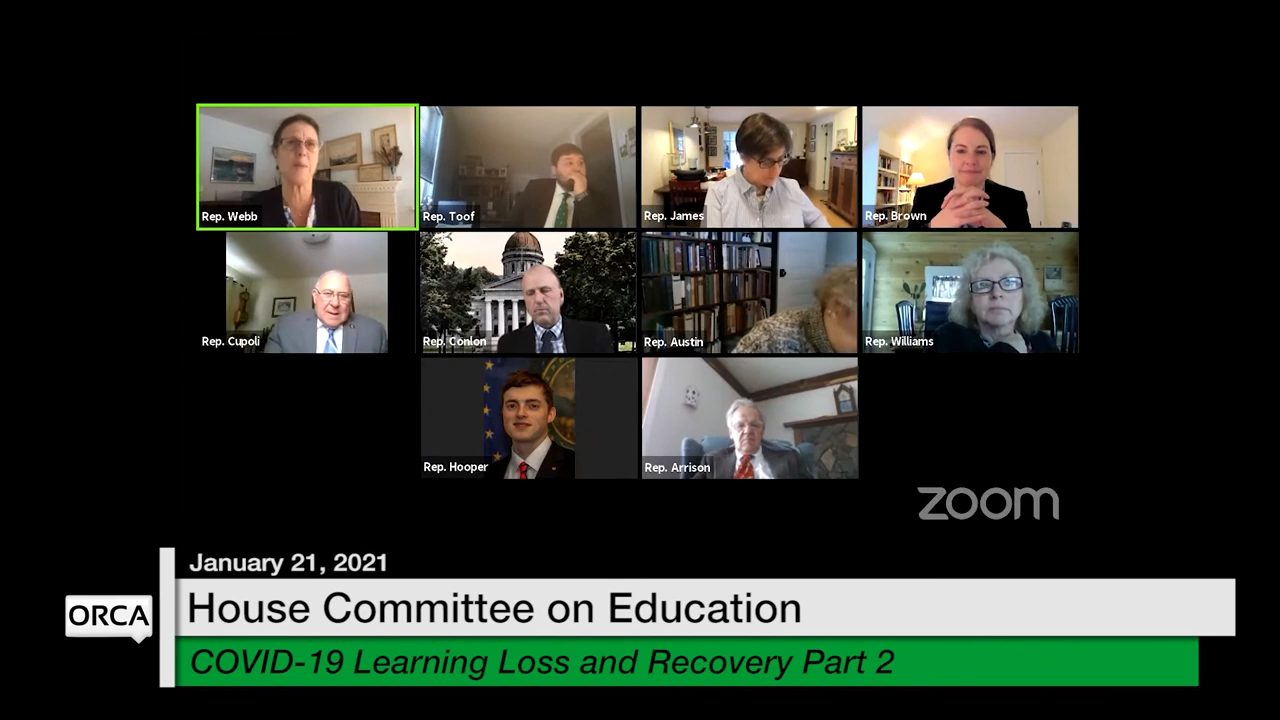 Rep. Webb
Rep. Toof
Rep. James
Rep. Brown
Rep. Cupoli
Rep. Conlon
Rep. Austin
Rep. Williams
Rep. Hooper
Rep. Arrison
zoom
January 21, 2021
ORCA
House Committee on Education
COVID-19 Learning Loss and Recovery Part 2